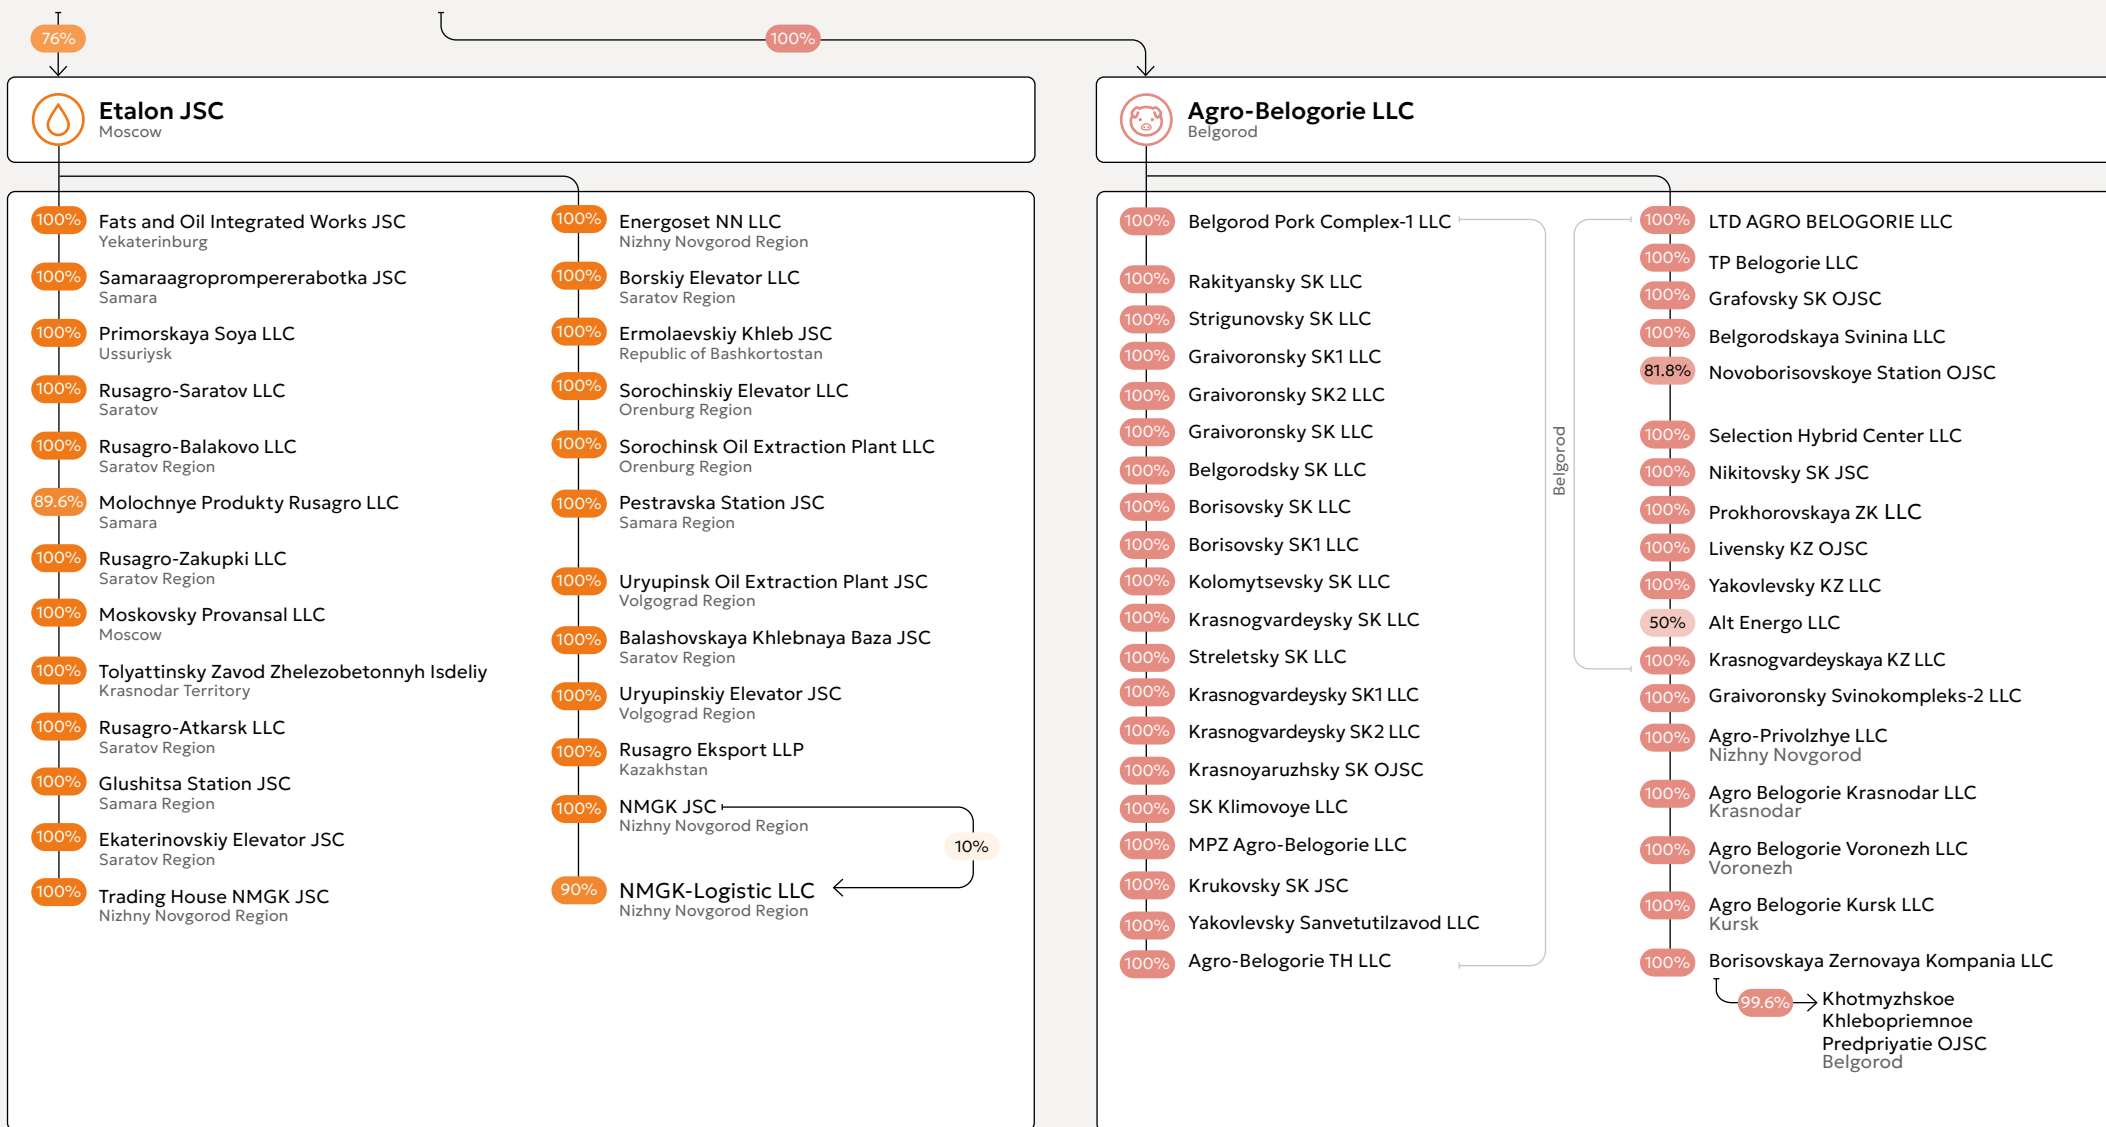 76%
100%
Etalon JSC
Moscow
100%
Fats and Oil Integrated Works JSC
Yekaterinburg
100%
Samaraagroprompererabotka JSC
Samara
100%
Primorskaya Soya LLC
Ussuriysk
100%
Rusagro-Saratov LLC
Saratov
100%
Rusagro-Balakovo LLC
Saratov Region
89.6%
Molochnye Produkty Rusagro LLC
Samara
100%
Rusagro-Zakupki LLC
Saratov Region
100%
Moskovsky Provansal LLC
Moscow
100%
Tolyattinsky Zavod Zhelezobetonnyh Isdeliy
Krasnodar Territory
100%
Rusagro-Atkarsk LLC
Saratov Region
100%
Glushitsa Station JSC
Samara Region
100%
Ekaterinovskiy Elevator JSC
Saratov Region
100%
Trading House NMGK JSC
Nizhny Novgorod Region
100%
Energoset NN LLC
Nizhny Novgorod Region
100%
Borskiy Elevator LLC
Saratov Region
100%
Ermolaevskiy Khleb JSC
Republic of Bashkortostan
100%
Sorochinskiy Elevator LLC
Orenburg Region
100%
Sorochinsk Oil Extraction Plant LLC
Orenburg Region
100%
Pestravska Station JSC
Samara Region
100%
Uryupinsk Oil Extraction Plant JSC
Volgograd Region
100%
Balashovskaya Khlebnaya Baza JSC
Saratov Region
100%
Uryupinskiy Elevator JSC
Volgograd Region
100%
Rusagro Eksport LLP
Kazakhstan
100%
NMGK JSC
Nizhny Novgorod Region
10%
90%
NMGK-Logistic LLC
Nizhny Novgorod Region
Agro-Belogorie LLC
Belgorod
100%
Belgorod Pork Complex-1 LLC
100%
Rakityansky SK LLC
100%
Strigunovsky SK LLC
100%
Graivoronsky SK1 LLC
100%
Graivoronsky SK2 LLC
100%
Graivoronsky SK LLC
100%
Belgorodsky SK LLC
100%
Borisovsky SK LLC
100%
Borisovsky SK1 LLC
100%
Kolomytsevsky SK LLC
100%
Krasnogvardeysky SK LLC
100%
Streletsky SK LLC
100%
Krasnogvardeysky SK1 LLC
100%
Krasnogvardeysky SK2 LLC
100%
Krasnoyaruzhsky SK OJSC
100%
SK Klimovoye LLC
100%
MPZ Agro-Belogorie LLC
100%
Krukovsky SK JSC
100%
Yakovlevsky Sanvetutilzavod LLC
100%
Agro-Belogorie TH LLC
Belgorod
100%
LTD AGRO BELOGORIE LLC
100%
TP Belogorie LLC
100%
Grafovsky SK OJSC
100%
Belgorodskaya Svinina LLC
81.8%
Novoborisovskoye Station OJSC
100%
Selection Hybrid Center LLC
100%
Nikitovsky SK JSC
100%
Prokhorovskaya ZK LLC
100%
Livensky KZ OJSC
100%
Yakovlevsky KZ LLC
50%
Alt Energo LLC
100%
Krasnogvardeyskaya KZ LLC
100%
Graivoronsky Svinokompleks-2 LLC
100%
Agro-Privolzhye LLC
Nizhny Novgorod
100%
Agro Belogorie Krasnodar LLC
Krasnodar
100%
Agro Belogorie Voronezh LLC
Voronezh
100%
Agro Belogorie Kursk LLC
Kursk
100%
Borisovskaya Zernovaya Kompania LLC
99.6%
Khotmyzhskoe
Khlebopriemnoe
Predpriyatie OJSC
Belgorod